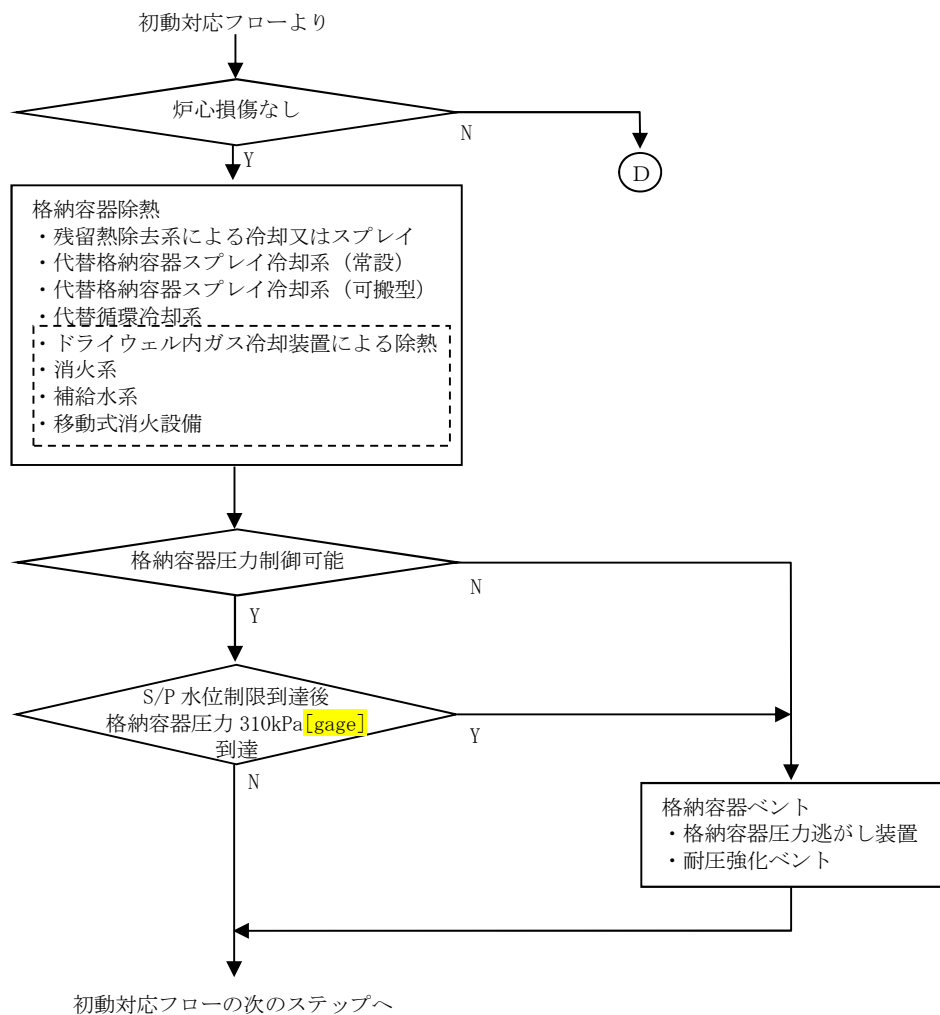 初動対応フローより
炉心損傷なし
N
Y
D
格納容器除熱
・残留熱除去系による冷却又はスプレイ
・代替格納容器スプレイ冷却系（常設）
・代替格納容器スプレイ冷却系（可搬型）
・代替循環冷却系
・ドライウェル内ガス冷却装置による除熱
・消火系
・補給水系
・移動式消火設備
格納容器圧力制御可能
N
Y
S/P 水位制限到達後
格納容器圧力 310kPa[gage]
到達
Y
N
格納容器ベント
・格納容器圧力逃がし装置
・耐圧強化ベント
初動対応フローの次のステップへ